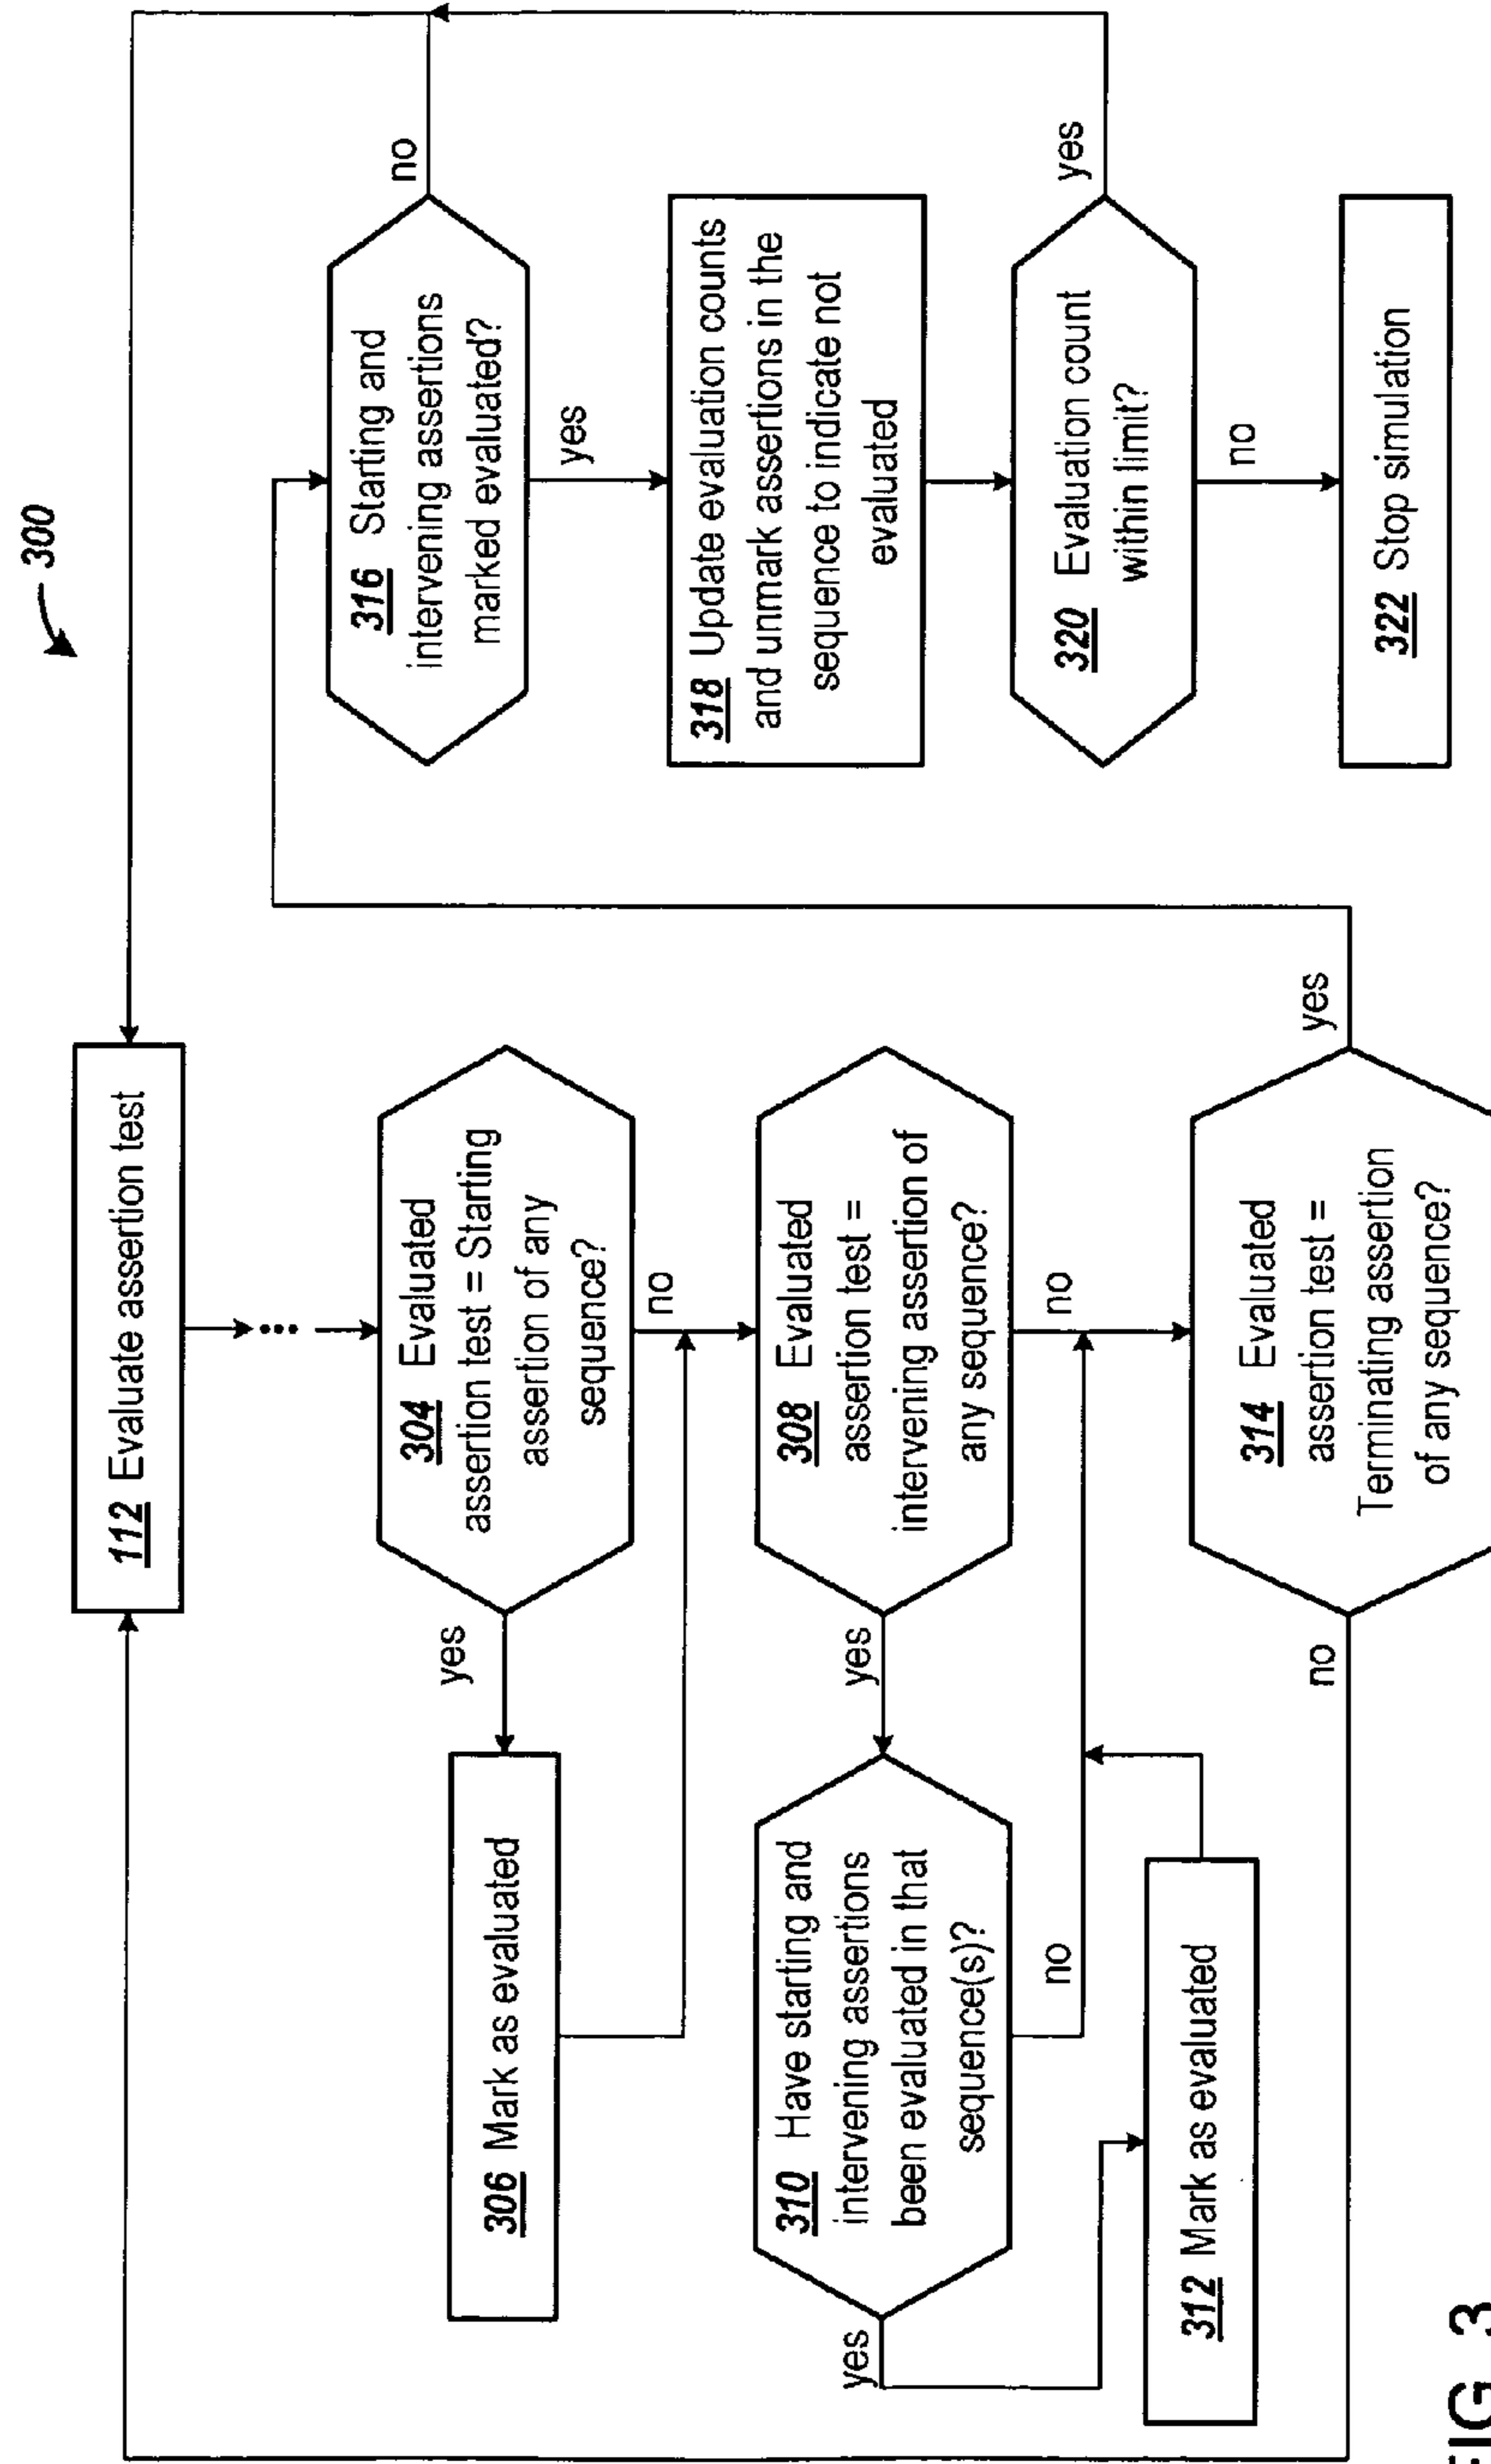 300
112 Evaluate assertion test
304 Evaluated
assertion test = Starting
assertion of any
sequence?
yes
no
306 Mark as evaluated
308 Evaluated
assertion test =
intervening assertion of
any sequence?
yes
no
310 Have starting and
intervening assertions
been evaluated in that
sequence(s)?
yes
no
312 Mark as evaluated
314 Evaluated
assertion test =
Terminating assertion
of any sequence?
no
yes
316 Starting and
intervening assertions
marked evaluated?
no
yes
318 Update evaluation counts
and unmark assertions in the
sequence to indicate not
evaluated
320 Evaluation count
within limit?
yes
no
322 Stop simulation
FIG 3